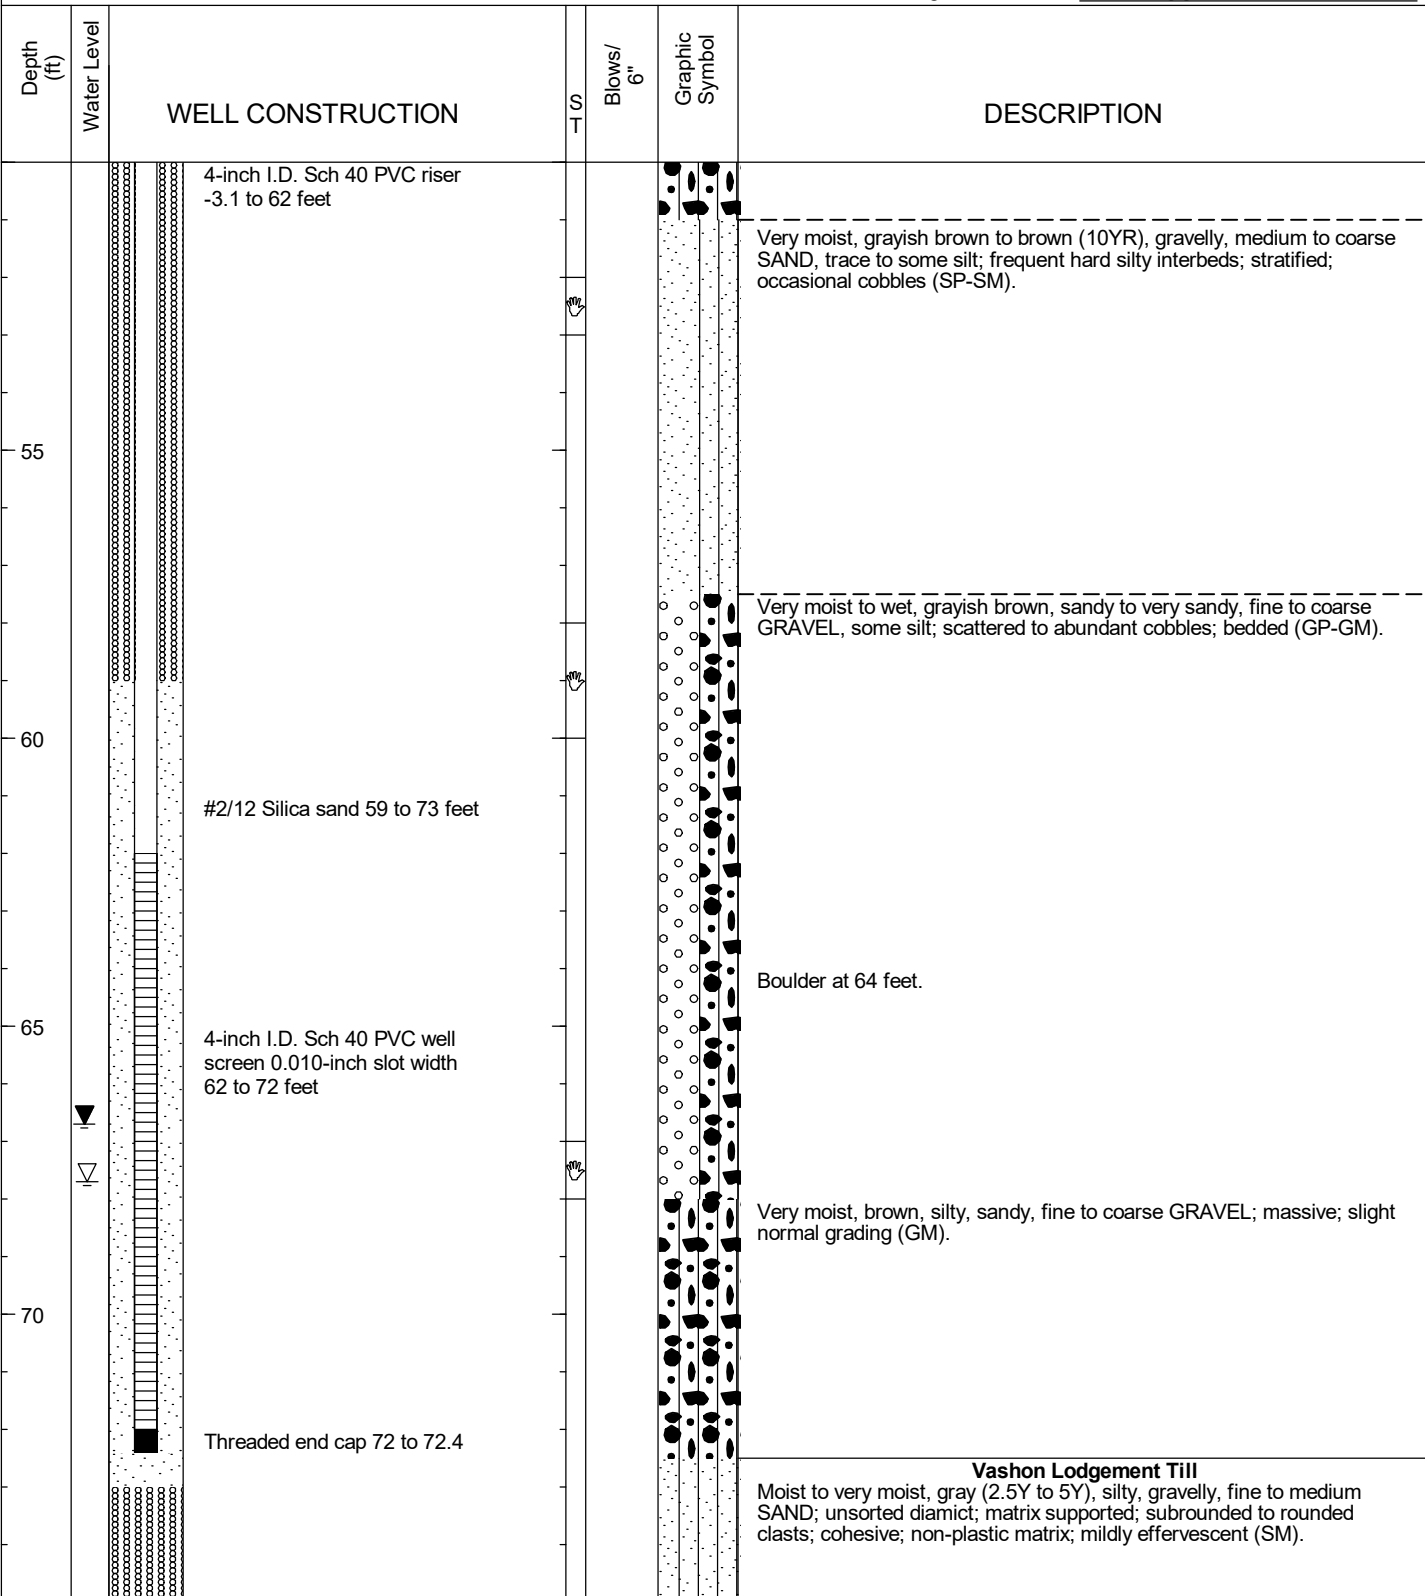 Depth
(ft)
Water Level
WELL CONSTRUCTION
S
T
Blows/
6"
Graphic
Symbol
DESCRIPTION
4-inch I.D. Sch 40 PVC riser
-3.1 to 62 feet
Very moist, grayish brown to brown (10YR), gravelly, medium to coarse
SAND, trace to some silt; frequent hard silty interbeds; stratified;
occasional cobbles (SP-SM).
55
Very moist to wet, grayish brown, sandy to very sandy, fine to coarse
GRAVEL, some silt; scattered to abundant cobbles; bedded (GP-GM).
60
#2/12 Silica sand 59 to 73 feet
Boulder at 64 feet.
65
4-inch I.D. Sch 40 PVC well
screen 0.010-inch slot width
62 to 72 feet
Very moist, brown, silty, sandy, fine to coarse GRAVEL; massive; slight
normal grading (GM).
70
Threaded end cap 72 to 72.4
Vashon Lodgement Till
Moist to very moist, gray (2.5Y to 5Y), silty, gravelly, fine to medium
SAND; unsorted diamict; matrix supported; subrounded to rounded
clasts; cohesive; non-plastic matrix; mildly effervescent (SM).